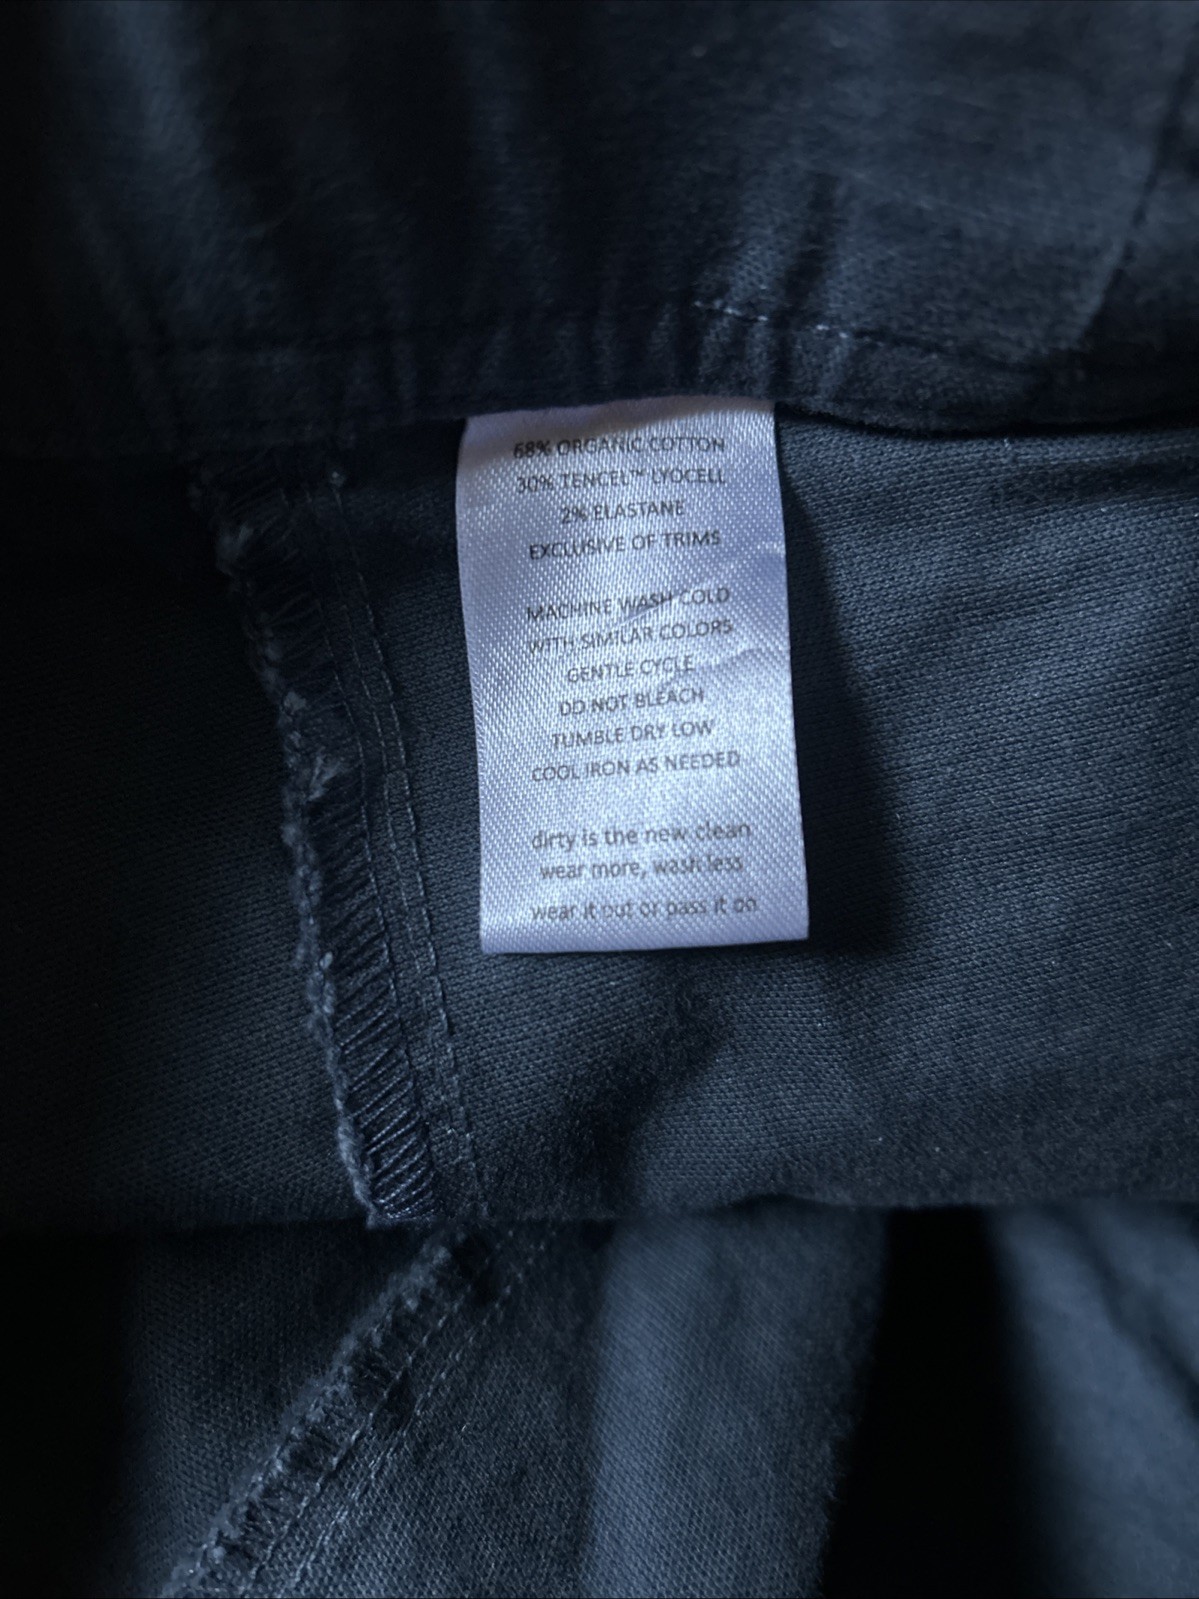 68% ORGANIC COTTON
30% TENCEL™ LYOCELL
2% ELASTANE
EXCLUSIVE OF TRIMS
MACHINE WASH COLD
WITH SIMILAR COLORS
GENTLE CYCLE
DO NOT BLEACH
TUMBLE DRY LOW
COOL IRON AS NEEDED
dirty is the new clean
wear more, wash less
wear it out or pass it on